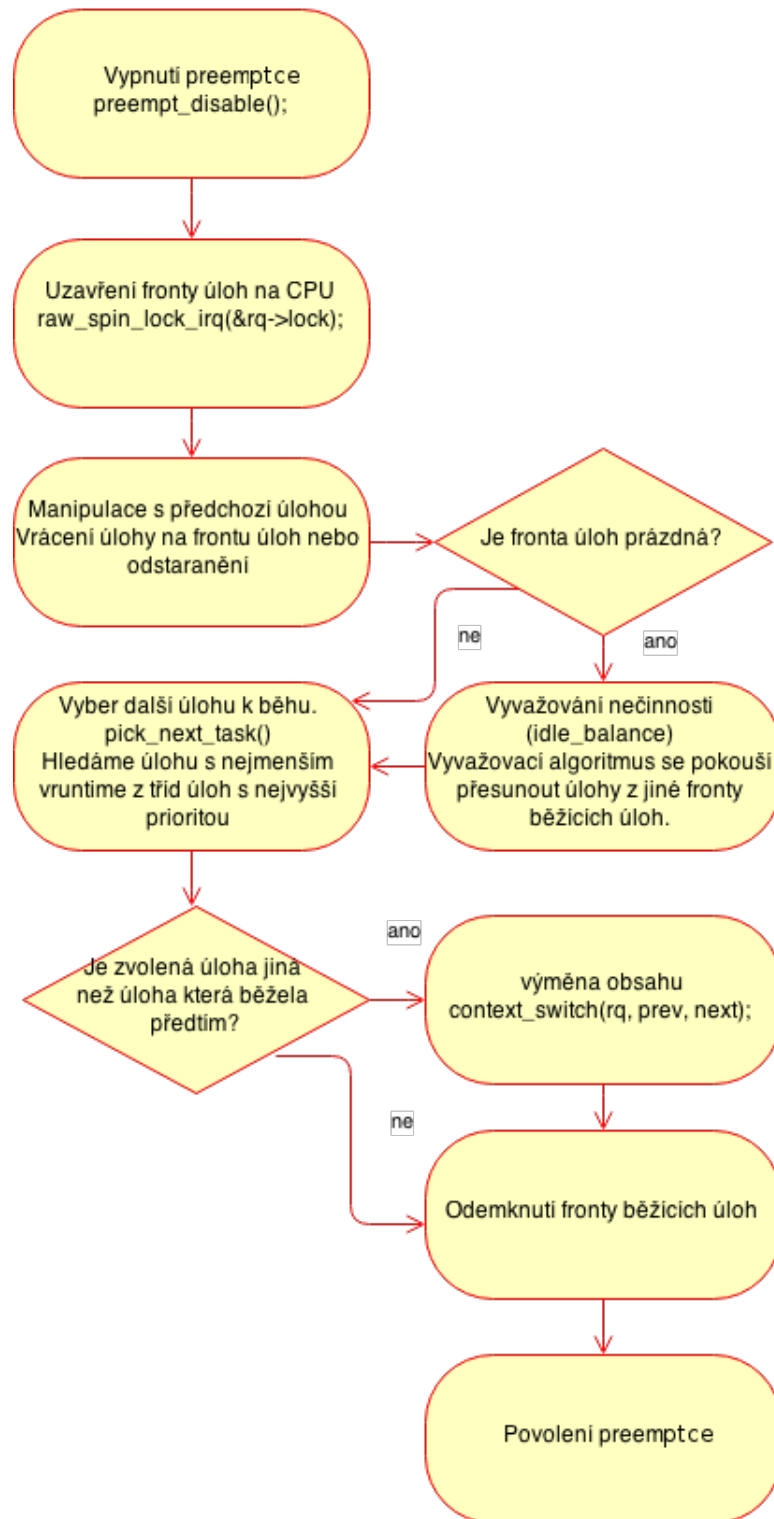 Vypnutí preemptce
preempt_disable();
Uzavření fronty úloh na CPU
raw_spin_lock_irq(&rq->lock);
Manipulace s předchozí úlohou
Vrácení úlohy na frontu úloh nebo
odstaranění
Je fronta úloh prázdná?
ne
ano
Vyber další úlohu k běhu.
pick_next_task()
Hledáme úlohu s nejmenším
vruntime z tříd úloh s nejvyšší
prioritou
Vyvažování nečinnosti
(idle_balance)
Vyvažovací algoritmus se pokouší
přesunout úlohy z jiné fronty
běžících úloh.
Je zvolená úloha jiná
než úloha která běžela
předtím?
ano
výměna obsahu
context_switch(rq, prev, next);
ne
Odemknutí fronty běžících úloh
Povolení preemptce